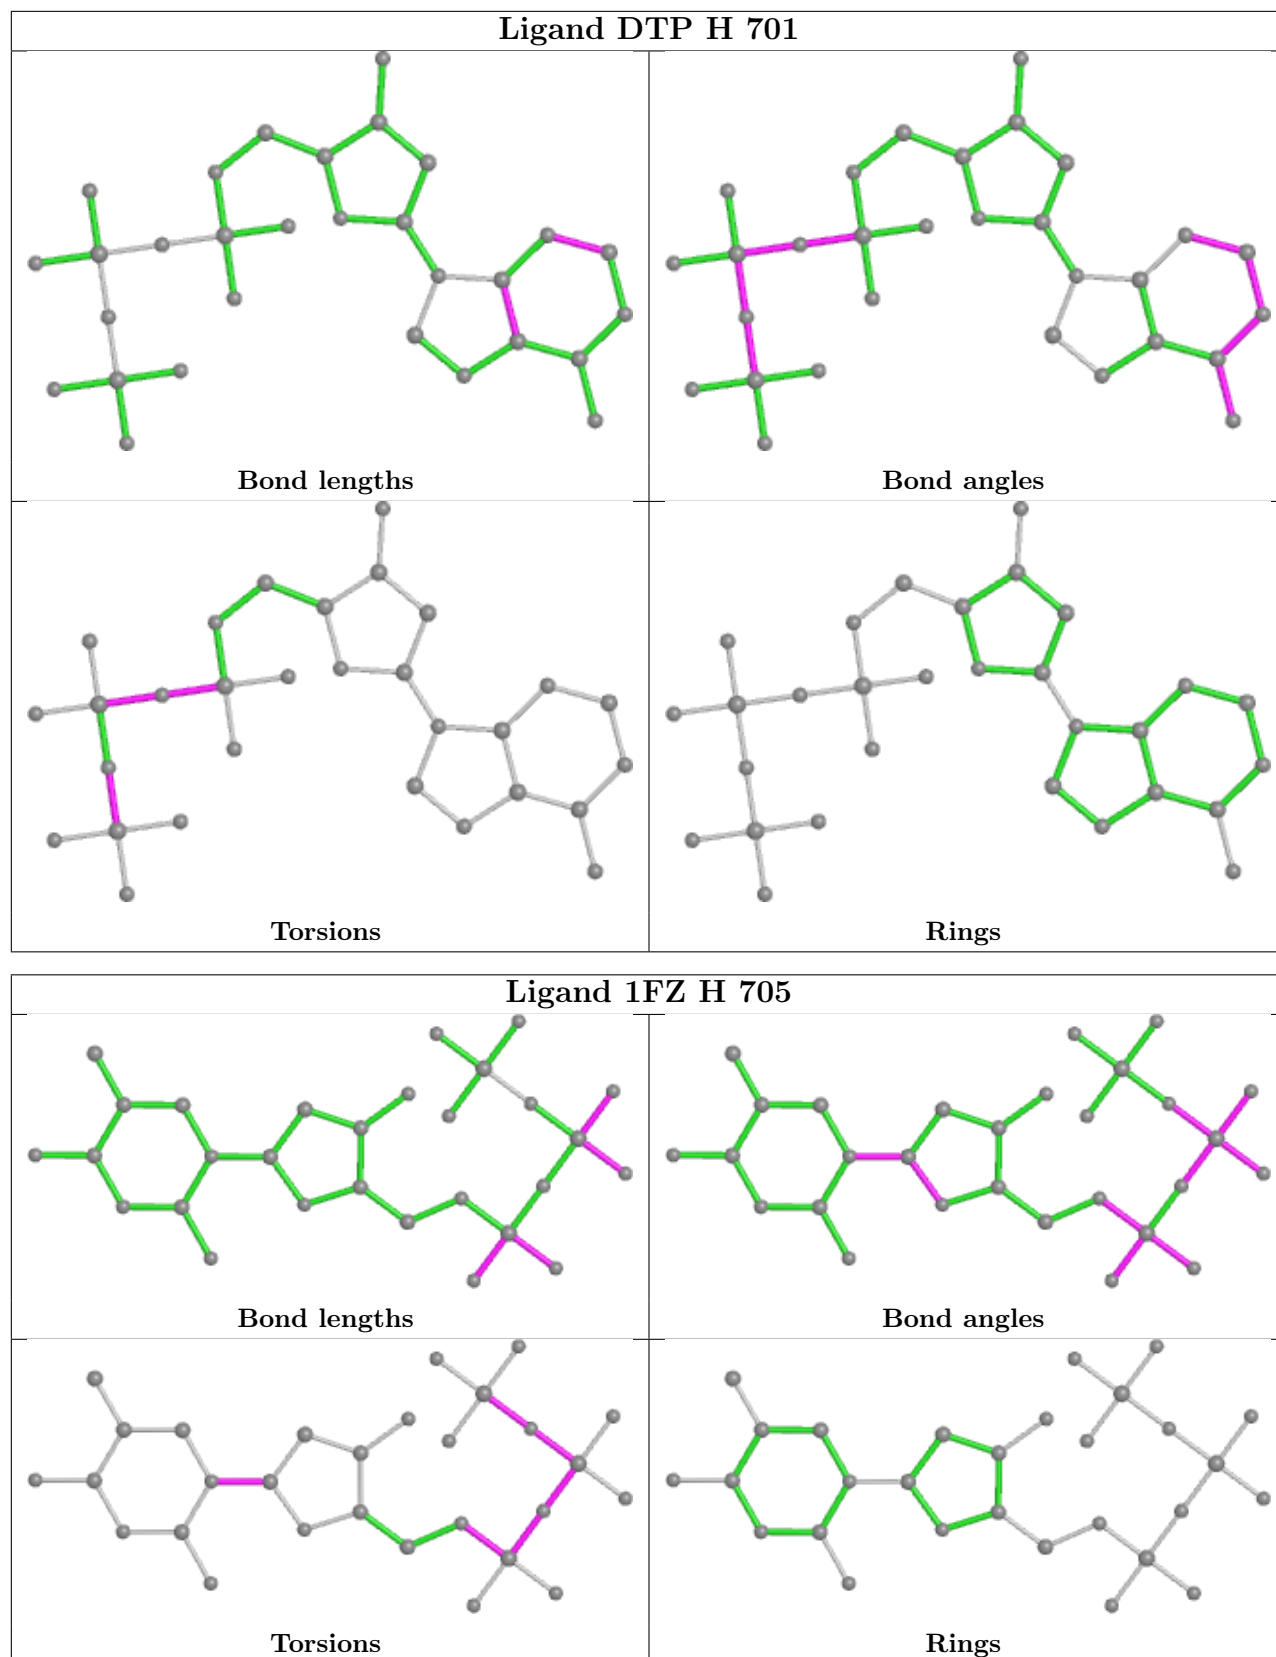 Ligand DTP H 701
Bond lengths
Bond angles
Torsions
Rings
Ligand 1FZ H 705
Bond lengths
Bond angles
Torsions
Rings